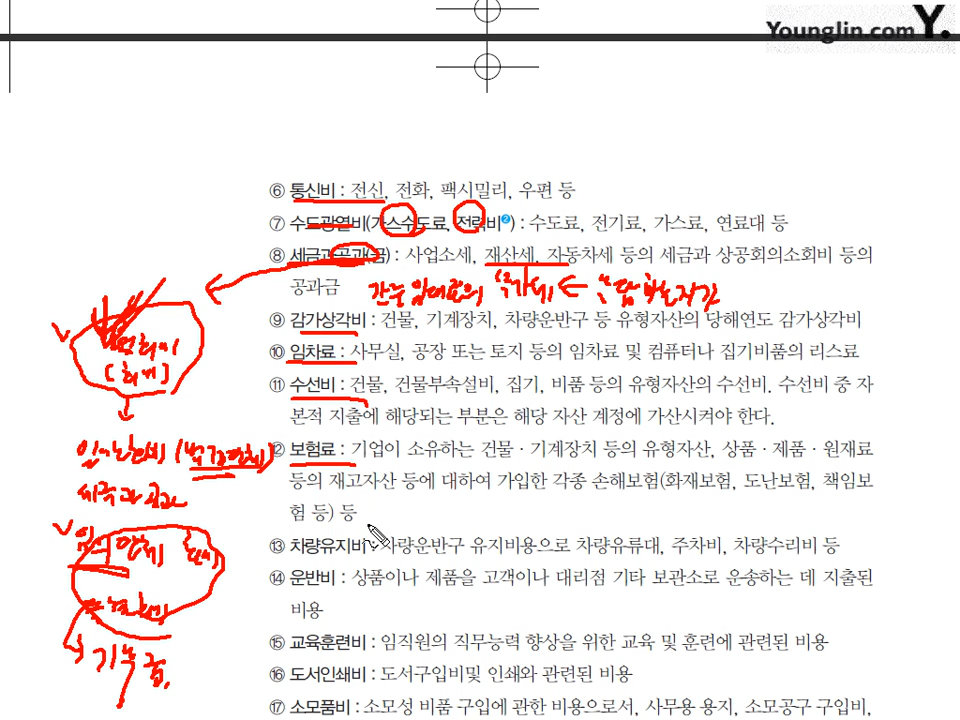 Younglin.com Y.
⑥ 통신비 : 전신, 전화, 팩시밀리, 우편 등
⑦ 수도광열비(가스수도료, 전력비❷) : 수도료, 전기료, 가스료, 연료대 등
⑧ 세금과공과(금) : 사업소세, 재산세, 자동차세 등의 세금과 상공회의소회비 등의
공과금
⑨ 감가상각비 : 건물, 기계장치, 차량운반구 등 유형자산의 당해연도 감가상각비
⑩ 임차료 : 사무실, 공장 또는 토지 등의 임차료 및 컴퓨터나 집기비품의 리스료
⑪ 수선비 : 건물, 건물부속설비, 집기, 비품 등의 유형자산의 수선비. 수선비 중 자
본적 지출에 해당되는 부분은 해당 자산 계정에 가산시켜야 한다.
⑫ 보험료 : 기업이 소유하는 건물 · 기계장치 등의 유형자산, 상품 · 제품 · 원재료
등의 재고자산 등에 대하여 가입한 각종 손해보험(화재보험, 도난보험, 책임보
험 등) 등
세금과 공과
⑬ 차량유지비 : 차량운반구 유지비용으로 차량유류대, 주차비, 차량수리비 등
임의 단체
⑭ 운반비 : 상품이나 제품을 고객이나 대리점 기타 보관소로 운송하는 데 지출된
비용
⑮ 교육훈련비 : 임직원의 직무능력 향상을 위한 교육 및 훈련에 관련된 비용
기부금
⑯ 도서인쇄비 : 도서구입비및 인쇄와 관련된 비용
⑰ 소모품비 : 소모성 비품 구입에 관한 비용으로서, 사무용 용지, 소모공구 구입비,